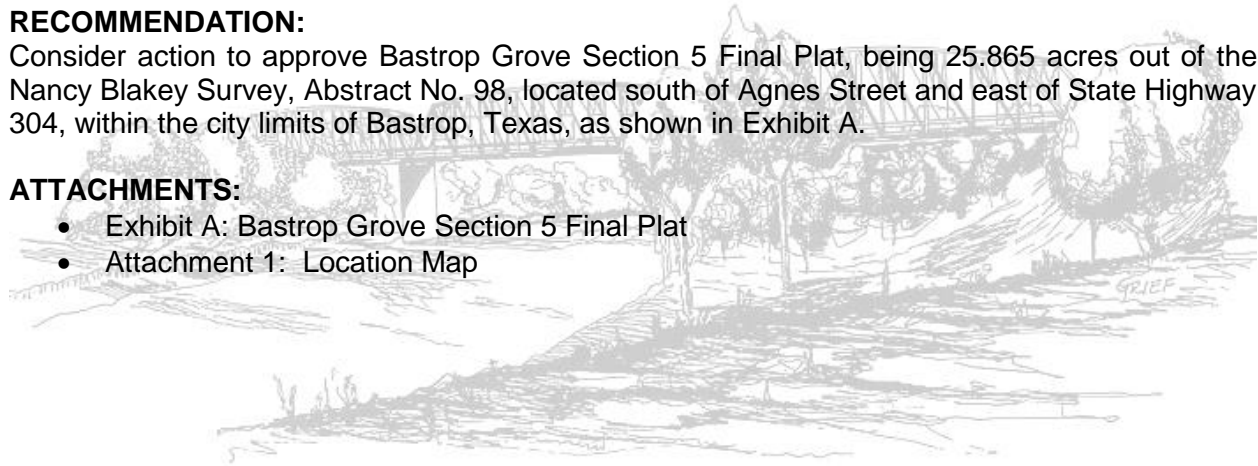 RECOMMENDATION:
Consider action to approve Bastrop Grove Section 5 Final Plat, being 25.865 acres out of the
Nancy Blakey Survey, Abstract No. 98, located south of Agnes Street and east of State Highway
304, within the city limits of Bastrop, Texas, as shown in Exhibit A.
ATTACHMENTS:
• Exhibit A: Bastrop Grove Section 5 Final Plat
• Attachment 1: Location Map
GRIEF